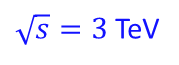 √s = 3 TeV